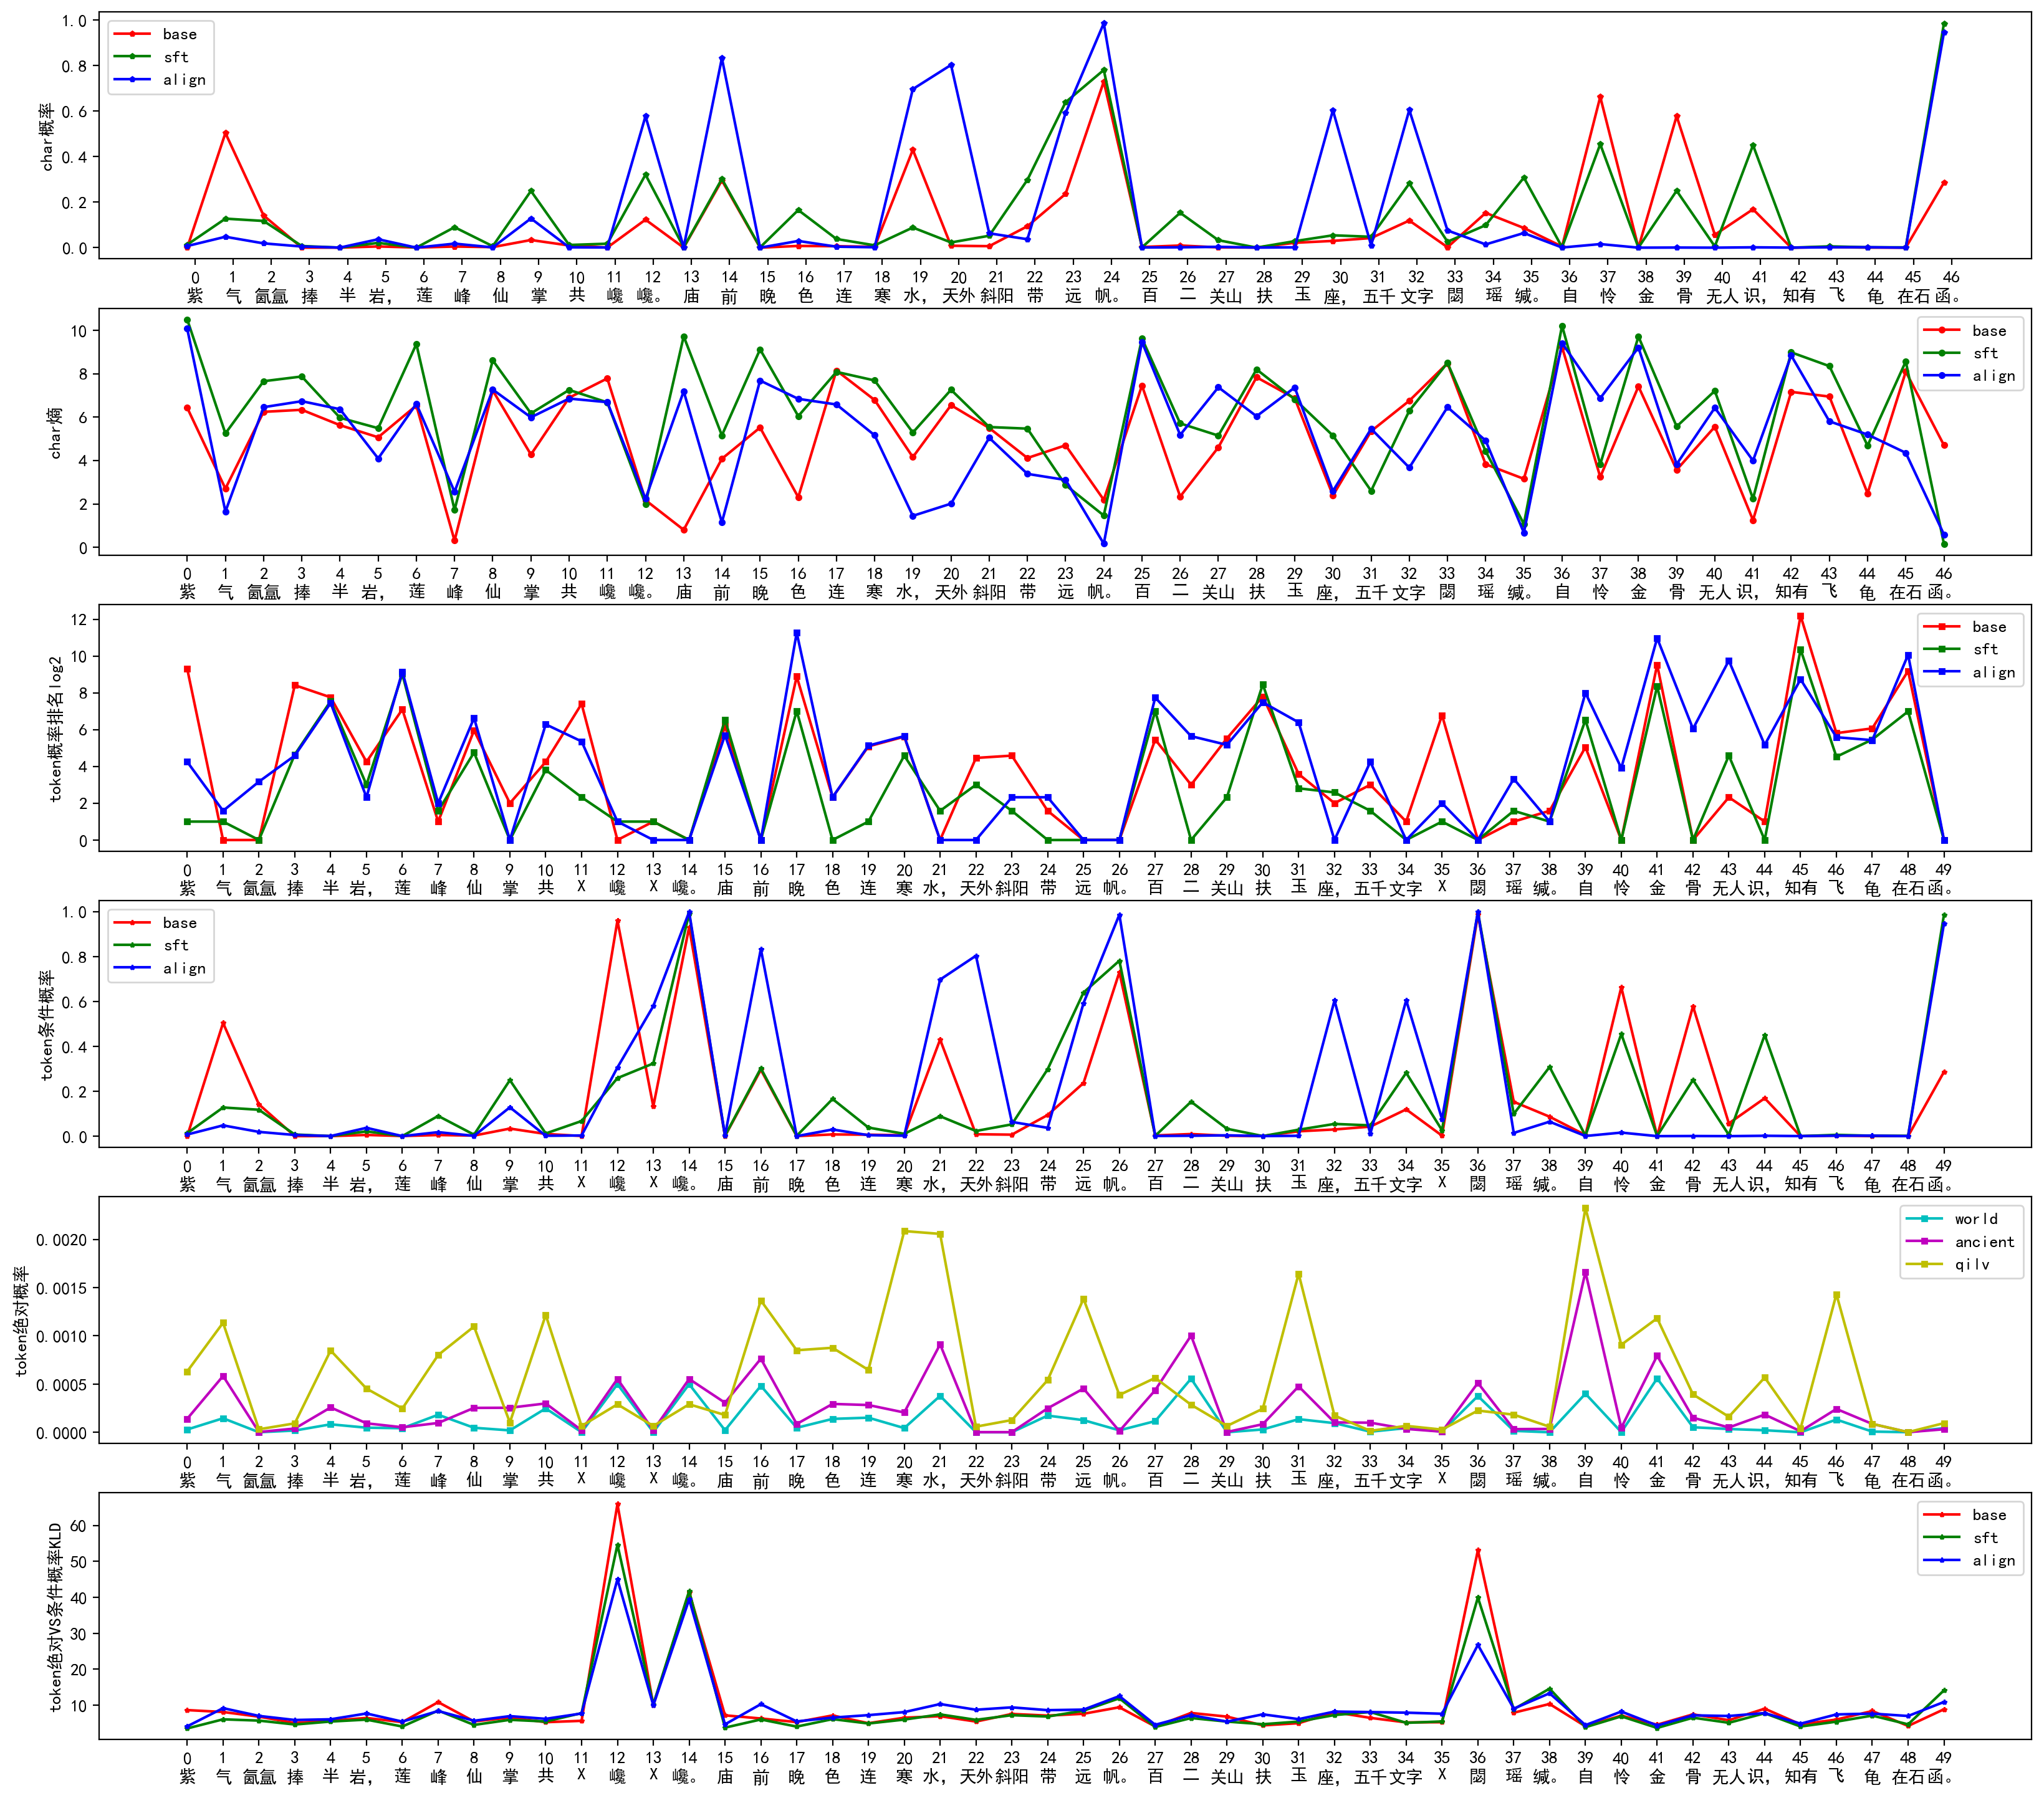 char概率
1.0
0.8
0.6
0.4
0.2
0.0
base
sft
align
0 1 2 3 4 5 6 7 8 9 10 11 12 13 14 15 16 17 18 19 20 21 22 23 24 25 26 27 28 29 30 31 32 33 34 35 36 37 38 39 40 41 42 43 44 45 46
紫 气 氤氲 捧 半 岩， 莲 峰 仙 掌 共 巉 巉。 庙 前 晚 色 连 寒 水， 天外 斜阳 带 远 帆。 百 二 关山 扶 玉 座， 五千 文字 閟 瑶 缄。 自 怜 金 骨 无人 识， 知有 飞 龟 在石 函。
char熵
10
8
6
4
2
0
base
sft
align
0 1 2 3 4 5 6 7 8 9 10 11 12 13 14 15 16 17 18 19 20 21 22 23 24 25 26 27 28 29 30 31 32 33 34 35 36 37 38 39 40 41 42 43 44 45 46
紫 气 氤氲 捧 半 岩， 莲 峰 仙 掌 共 巉 巉。 庙 前 晚 色 连 寒 水， 天外 斜阳 带 远 帆。 百 二 关山 扶 玉 座， 五千 文字 閟 瑶 缄。 自 怜 金 骨 无人 识， 知有 飞 龟 在石 函。
token概率排名log2
12
10
8
6
4
2
0
base
sft
align
0 1 2 3 4 5 6 7 8 9 10 11 12 13 14 15 16 17 18 19 20 21 22 23 24 25 26 27 28 29 30 31 32 33 34 35 36 37 38 39 40 41 42 43 44 45 46 47 48 49
紫 气 氤氲 捧 半 岩， 莲 峰 仙 掌 共 X 巉 X 巉。 庙 前 晚 色 连 寒 水， 天外 斜阳 带 远 帆。 百 二 关山 扶 玉 座， 五千 文字 X 閟 瑶 缄。 自 怜 金 骨 无人 识， 知有 飞 龟 在石 函。
token条件概率
1.0
0.8
0.6
0.4
0.2
0.0
base
sft
align
0 1 2 3 4 5 6 7 8 9 10 11 12 13 14 15 16 17 18 19 20 21 22 23 24 25 26 27 28 29 30 31 32 33 34 35 36 37 38 39 40 41 42 43 44 45 46 47 48 49
紫 气 氤氲 捧 半 岩， 莲 峰 仙 掌 共 X 巉 X 巉。 庙 前 晚 色 连 寒 水， 天外 斜阳 带 远 帆。 百 二 关山 扶 玉 座， 五千 文字 X 閟 瑶 缄。 自 怜 金 骨 无人 识， 知有 飞 龟 在石 函。
token绝对概率
0.0020
0.0015
0.0010
0.0005
0.0000
world
ancient
qilv
0 1 2 3 4 5 6 7 8 9 10 11 12 13 14 15 16 17 18 19 20 21 22 23 24 25 26 27 28 29 30 31 32 33 34 35 36 37 38 39 40 41 42 43 44 45 46 47 48 49
紫 气 氤氲 捧 半 岩， 莲 峰 仙 掌 共 X 巉 X 巉。 庙 前 晚 色 连 寒 水， 天外 斜阳 带 远 帆。 百 二 关山 扶 玉 座， 五千 文字 X 閟 瑶 缄。 自 怜 金 骨 无人 识， 知有 飞 龟 在石 函。
token绝对VS条件概率KLD
60
50
40
30
20
10
base
sft
align
0 1 2 3 4 5 6 7 8 9 10 11 12 13 14 15 16 17 18 19 20 21 22 23 24 25 26 27 28 29 30 31 32 33 34 35 36 37 38 39 40 41 42 43 44 45 46 47 48 49
紫 气 氤氲 捧 半 岩， 莲 峰 仙 掌 共 X 巉 X 巉。 庙 前 晚 色 连 寒 水， 天外 斜阳 带 远 帆。 百 二 关山 扶 玉 座， 五千 文字 X 閟 瑶 缄。 自 怜 金 骨 无人 识， 知有 飞 龟 在石 函。